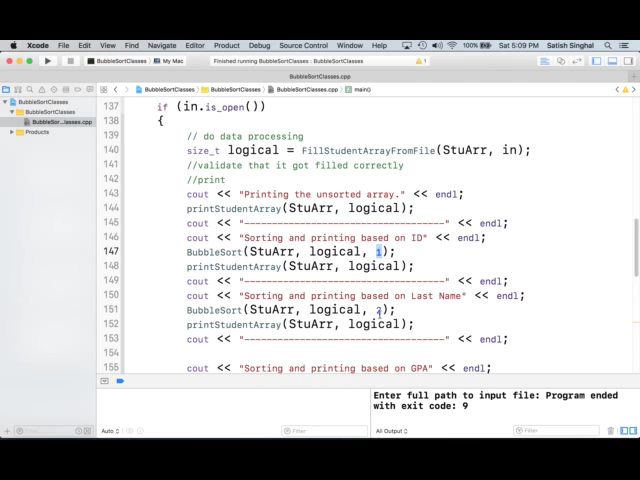 Xcode File Edit View Find Navigate Editor Product Debug Source Control Window Help 100% Sat 5:09 PM Satish Singhal
BubbleSortClasses My Mac Finished running BubbleSortClasses : BubbleSortClasses 1
BubbleSortClasses.cpp
BubbleSortClasses BubbleSortClasses BubbleSortClasses.cpp main()
BubbleSortClasses
BubbleSortClasses
BubbleSor...lasses.cpp
Products
137 if (in.is_open())
138 {
139 // do data processing
140 size_t logical = FillStudentArrayFromFile(StuArr, in);
141 //validate that it got filled correctly
142 //print
143 cout << "Printing the unsorted array." << endl;
144 printStudentArray(StuArr, logical);
145 cout << "-----------------------------------" << endl;
146 cout << "Sorting and printing based on ID" << endl;
147 BubbleSort(StuArr, logical, 1);
148 printStudentArray(StuArr, logical);
149 cout << "-----------------------------------" << endl;
150 cout << "Sorting and printing based on Last Name" << endl;
151 BubbleSort(StuArr, logical, 2);
152 printStudentArray(StuArr, logical);
153 cout << "-----------------------------------" << endl;
154
155 cout << "Sorting and printing based on GPA" << endl;
Enter full path to input file: Program ended
with exit code: 9
Filter Auto Filter All Output Filter